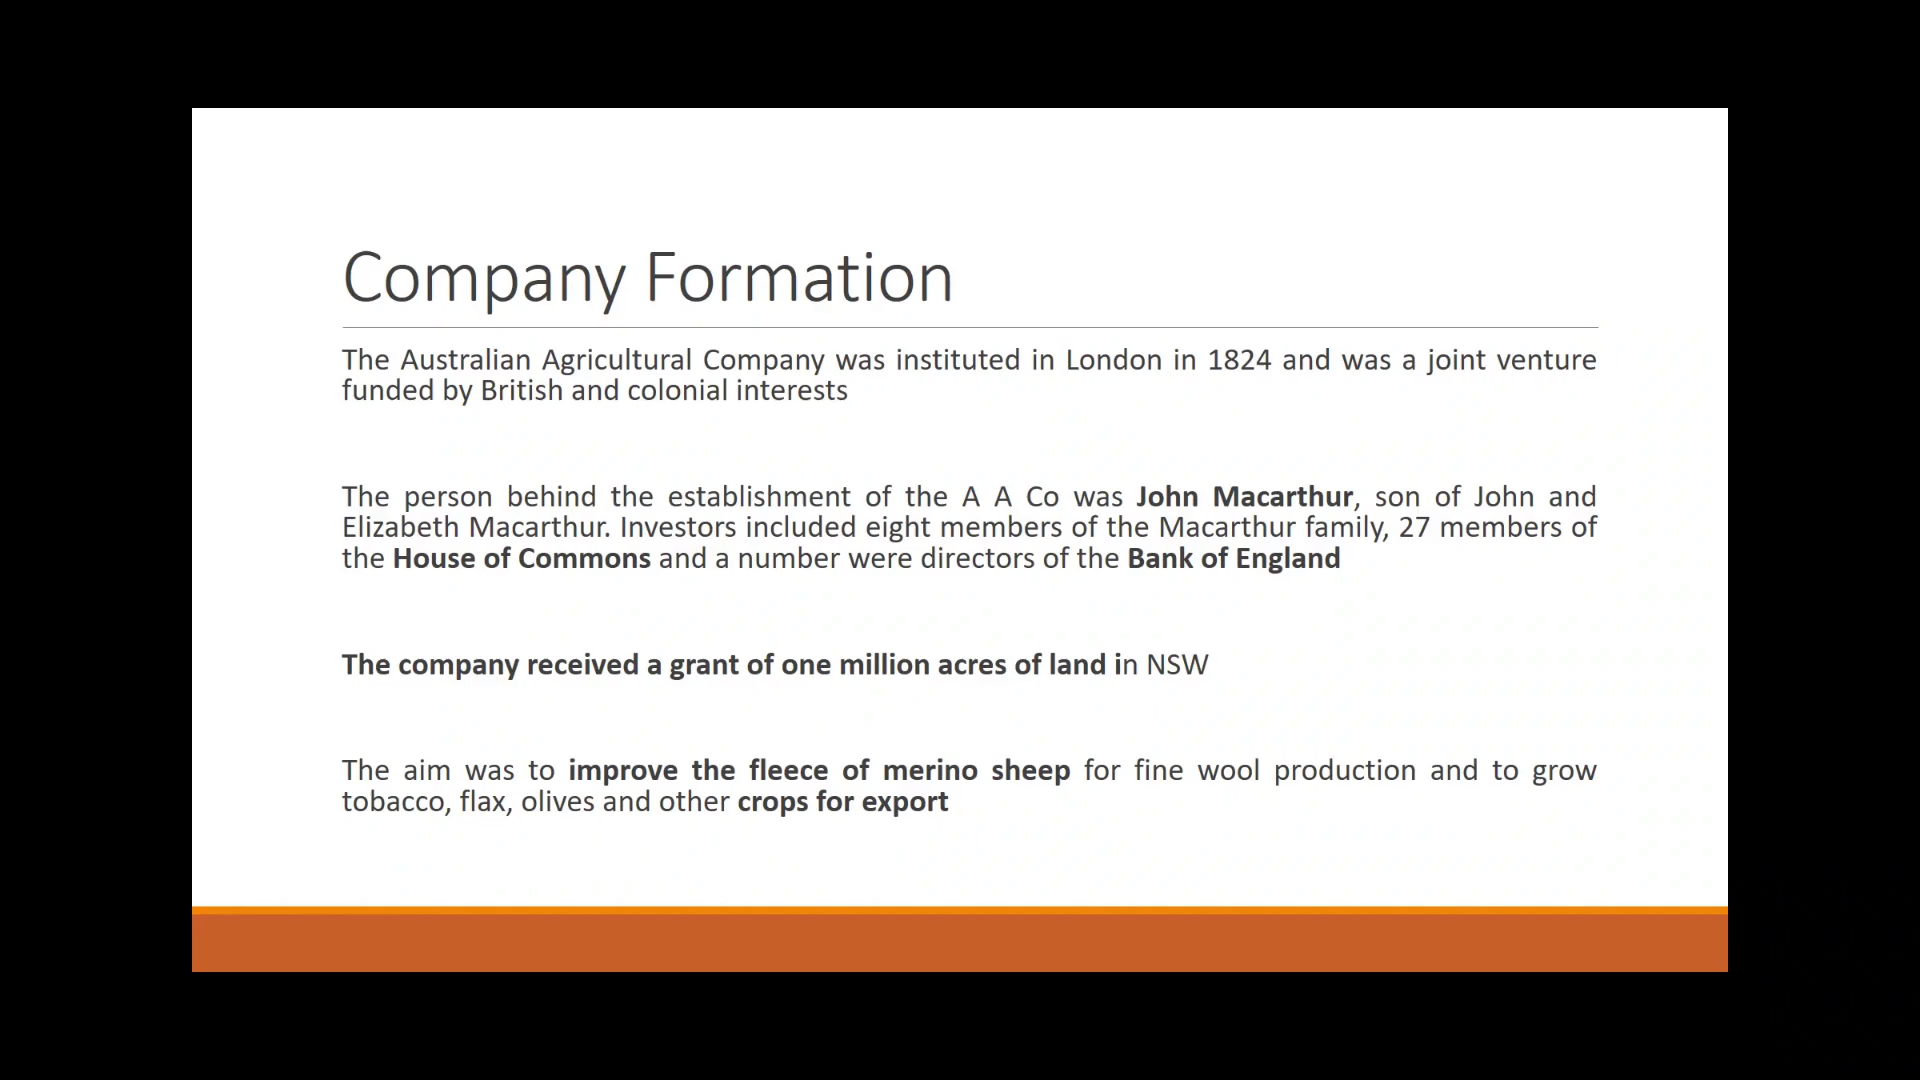 Company Formation
The Australian Agricultural Company was instituted in London in 1824 and was a joint venture
funded by British and colonial interests
The person behind the establishment of the A A Co was John Macarthur, son of John and
Elizabeth Macarthur. Investors included eight members of the Macarthur family, 27 members of
the House of Commons and a number were directors of the Bank of England
The company received a grant of one million acres of land in NSW
The aim was to improve the fleece of merino sheep for fine wool production and to grow
tobacco, flax, olives and other crops for export